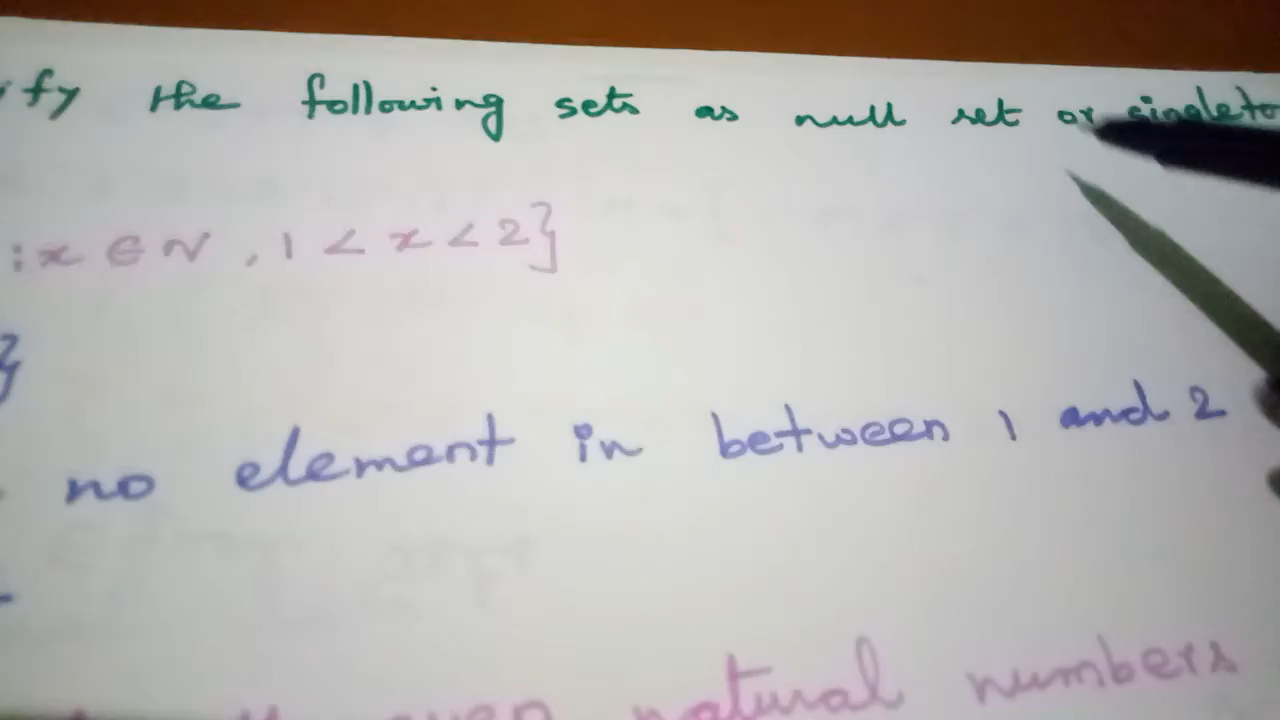 fy the following sets as null set or singleto
: x ∈ N , 1 < x < 2}
}
no element in between 1 and 2
even natural numbers